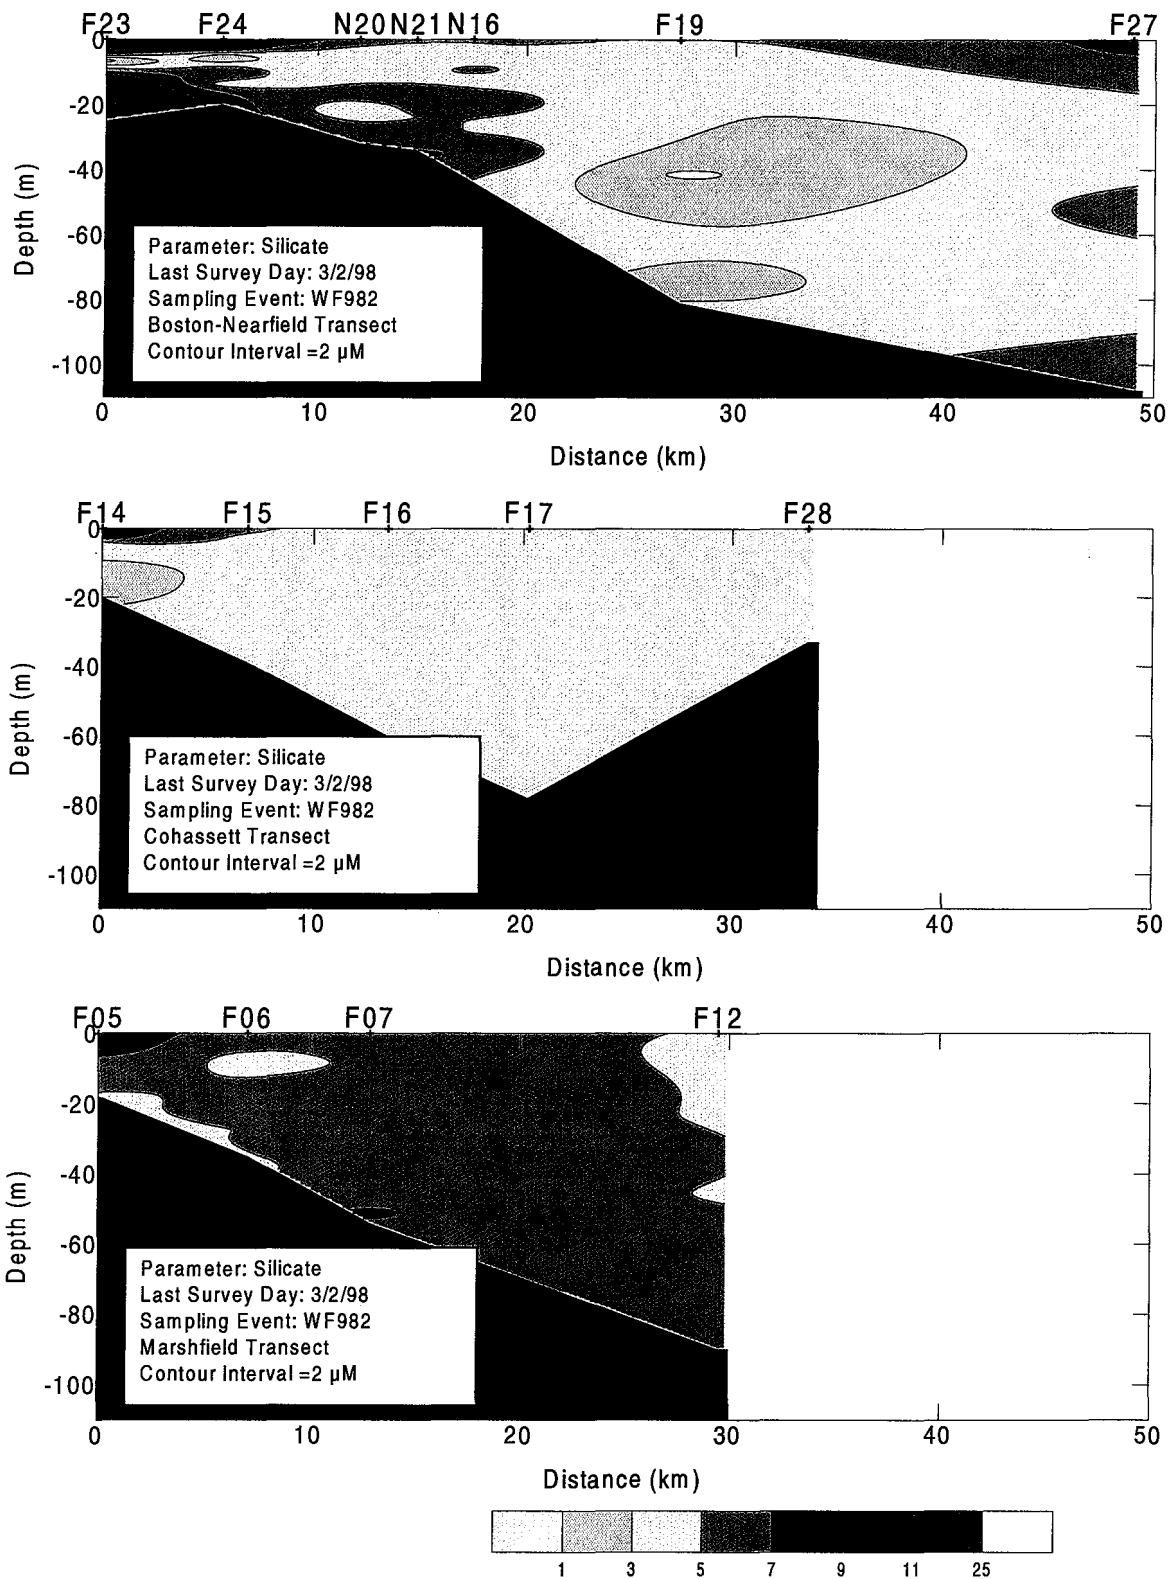 F23 F24 N20 N21 N16 F19 F27
0
-20
-40
-60
-80
-100
Depth (m)
Parameter: Silicate
Last Survey Day: 3/2/98
Sampling Event: WF982
Boston-Nearfield Transect
Contour Interval =2 µM
0 10 20 30 40 50
Distance (km)
F14 F15 F16 F17 F28
0
-20
-40
-60
-80
-100
Depth (m)
Parameter: Silicate
Last Survey Day: 3/2/98
Sampling Event: WF982
Cohassett Transect
Contour Interval =2 µM
0 10 20 30 40 50
Distance (km)
F05 F06 F07 F12
0
-20
-40
-60
-80
-100
Depth (m)
Parameter: Silicate
Last Survey Day: 3/2/98
Sampling Event: WF982
Marshfield Transect
Contour Interval =2 µM
0 10 20 30 40 50
Distance (km)
1 3 5 7 9 11 25